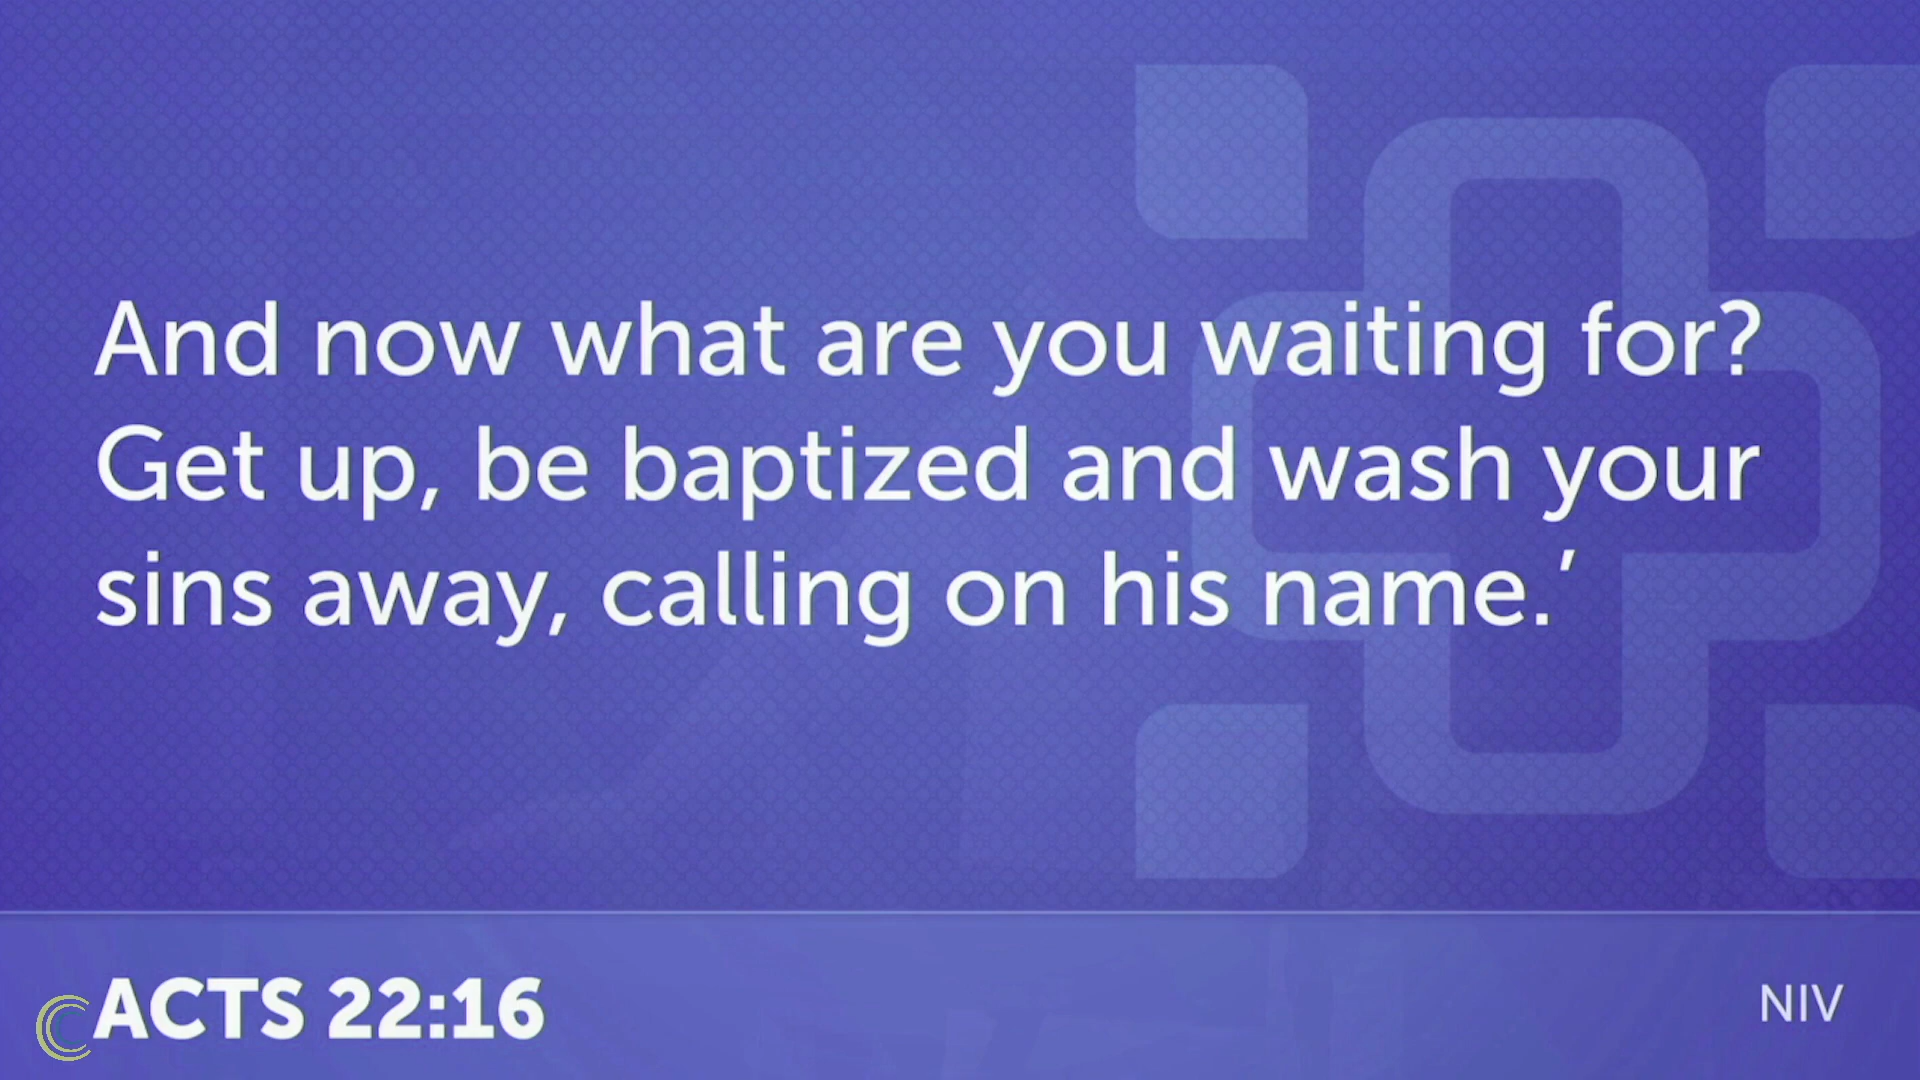 And now what are you waiting for?
Get up, be baptized and wash your
sins away, calling on his name.’
ACTS 22:16
NIV